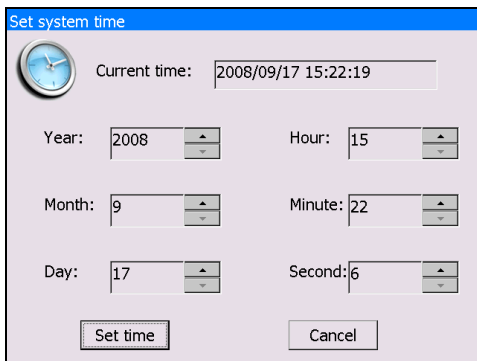 Set system time
Current time: 2008/09/17 15:22:19
Year: 2008 Hour: 15
Month: 9 Minute: 22
Day: 17 Second: 6
Set time Cancel